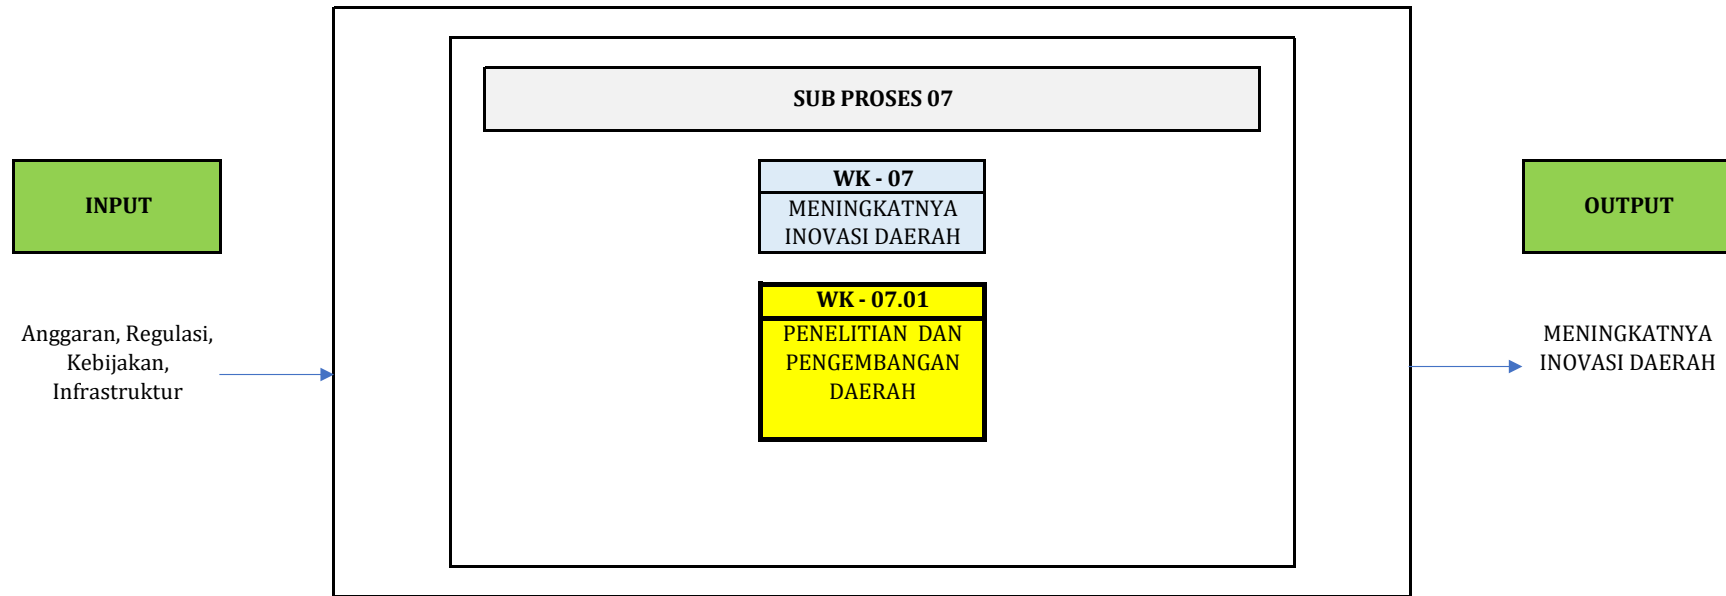 SUB PROSES 07
INPUT
WK - 07
MENINGKATNYA
INOVASI DAERAH
OUTPUT
WK - 07.01
PENELITIAN DAN
PENGEMBANGAN
DAERAH
Anggaran, Regulasi,
Kebijakan,
Infrastruktur
MENINGKATNYA
INOVASI DAERAH